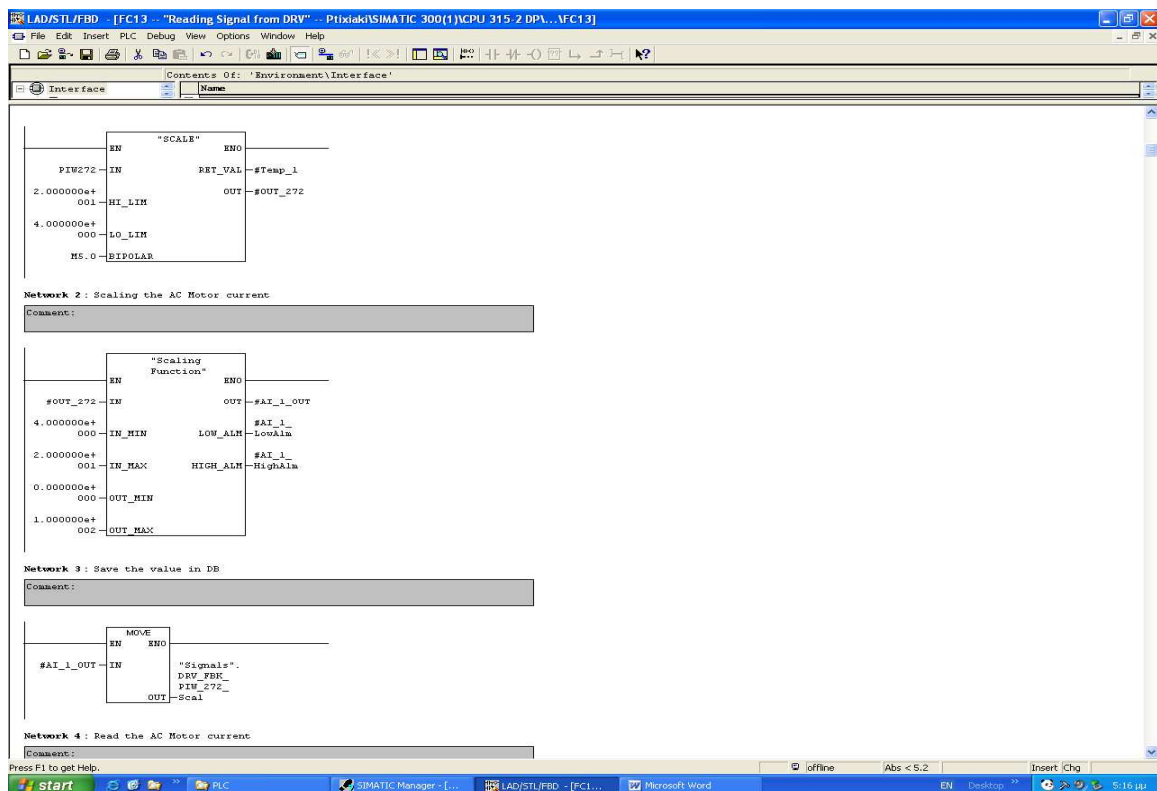 LAD/STL/FBD - [FC13 -- "Reading Signal from DRV" -- Ptixiaki\SIMATIC 300(1)\CPU 315-2 DP\...\FC13]
File Edit Insert PLC Debug View Options Window Help
Contents Of: 'Environment\Interface'
Interface
Name
"SCALE"
EN ENO
PIW272 IN RET_VAL #Temp_1
2.000000e+ OUT #OUT_272
001 HI_LIM
4.000000e+
000 LO_LIM
M5.0 BIPOLAR
Network 2 : Scaling the AC Motor current
Comment:
"Scaling
Function"
EN ENO
#OUT_272 IN OUT #AI_1_OUT
4.000000e+ #AI_1_
000 IN_MIN LOW_ALM LowAlm
2.000000e+ #AI_1_
001 IN_MAX HIGH_ALM HighAlm
0.000000e+
000 OUT_MIN
1.000000e+
002 OUT_MAX
Network 3 : Save the value in DB
Comment:
MOVE
EN ENO
#AI_1_OUT IN "Signals".
DRV_FBK_
PIW_272_
OUT Scal
Network 4 : Read the AC Motor current
Comment:
Press F1 to get Help.
offline
Abs < 5.2
Insert Chg
start
PLC
SIMATIC Manager - [...
LAD/STL/FBD - [FC1...
Microsoft Word
EN
Desktop
5:16 μμ